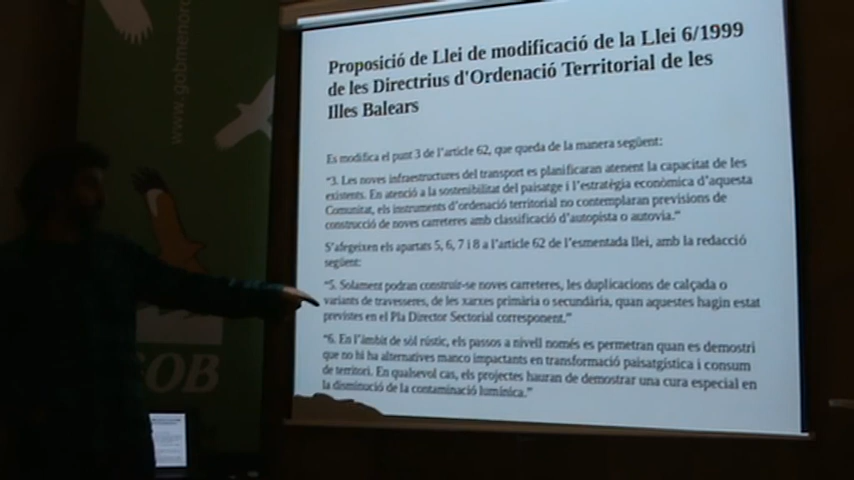 www.gobmenor
Proposició de Llei de modificació de la Llei 6/1999
de les Directrius d'Ordenació Territorial de les
Illes Balears
Es modifica el punt 3 de l'article 62, que queda de la manera següent:
"3. Les noves infraestructures del transport es planificaran atenent la capacitat de les
existents. En atenció a la sostenibilitat del paisatge i l'estratègia econòmica d'aquesta
Comunitat, els instruments d'ordenació territorial no contemplaran previsions de
construcció de noves carreteres amb classificació d'autopista o autovia."
S'afegeixen els apartats 5, 6, 7 i 8 a l'article 62 de l'esmentada llei, amb la redacció
següent:
"5. Solament podran construir-se noves carreteres, les duplicacions de calçada o
variants de travesseres, de les xarxes primària o secundària, quan aquestes hagin estat
previstes en el Pla Director Sectorial corresponent."
"6. En l'àmbit de sòl rústic, els passos a nivell només es permetran quan es demostri
que no hi ha alternatives manco impactants en transformació paisatgística i consum
de territori. En qualsevol cas, els projectes hauran de demostrar una cura especial en
la disminució de la contaminació lumínica."
GOB